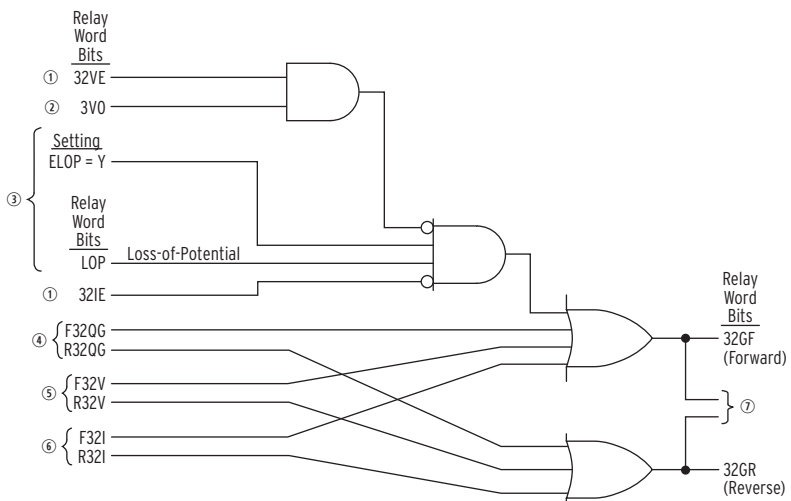 Relay
Word
Bits
① 32VE
② 3V0
Setting
ELOP = Y
③
Relay
Word
Bits
LOP Loss-of-Potential
① 32IE
④ F32QG
R32QG
⑤ F32V
R32V
⑥ F32I
R32I
Relay
Word
Bits
32GF
(Forward)
⑦
32GR
(Reverse)